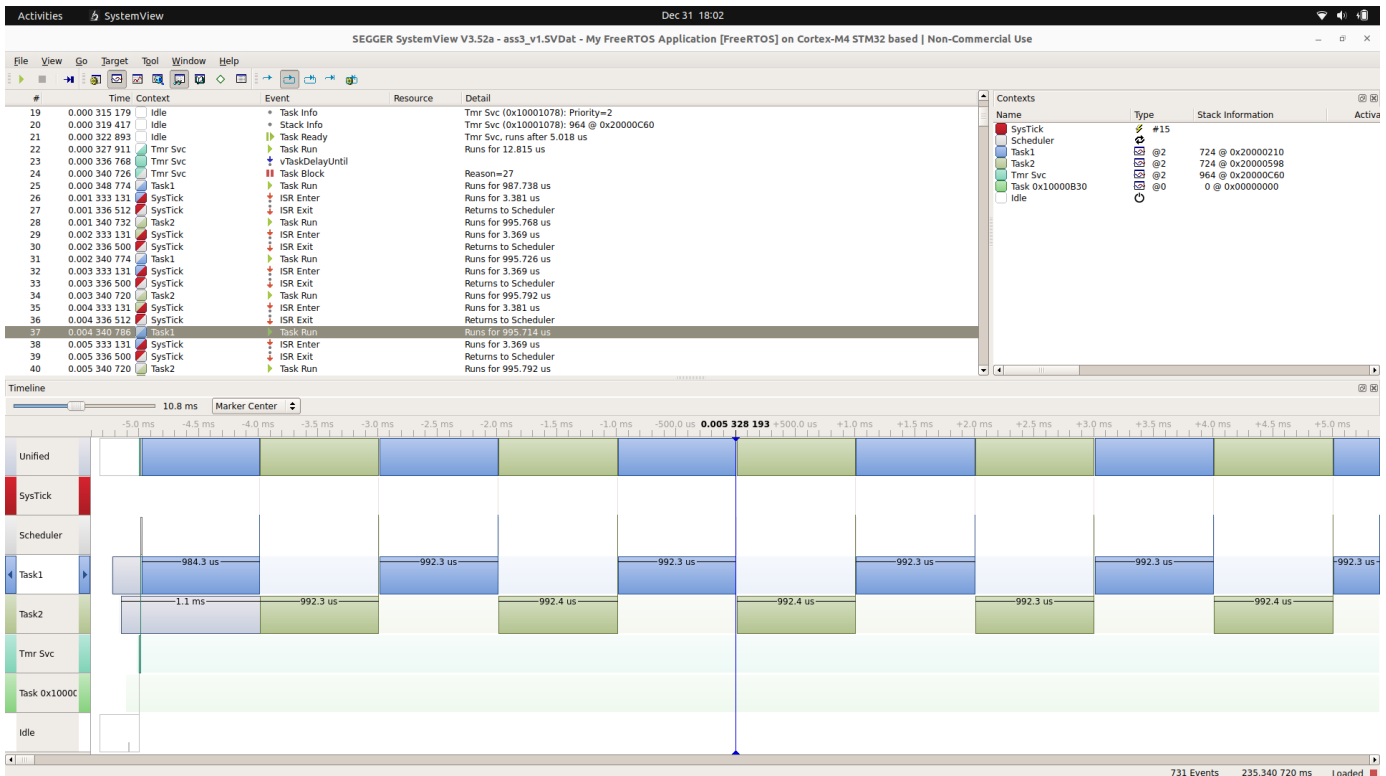 Activities SystemView Dec 31 18:02
SEGGER SystemView V3.52a - ass3_v1.SVDat - My FreeRTOS Application [FreeRTOS] on Cortex-M4 STM32 based | Non-Commercial Use
File View Go Target Tool Window Help
# Time Context Event Resource Detail
19 0.000 315 179 Idle Task Info Tmr Svc (0x10001078): Priority=2
20 0.000 319 417 Idle Stack Info Tmr Svc (0x10001078): 964 @ 0x20000C60
21 0.000 322 893 Idle Task Ready Tmr Svc, runs after 5.018 us
22 0.000 327 911 Tmr Svc Task Run Runs for 12.815 us
23 0.000 336 768 Tmr Svc vTaskDelayUntil
24 0.000 340 726 Tmr Svc Task Block Reason=27
25 0.000 348 774 Task1 Task Run Runs for 987.738 us
26 0.001 333 131 SysTick ISR Enter Runs for 3.381 us
27 0.001 336 512 SysTick ISR Exit Returns to Scheduler
28 0.001 340 732 Task2 Task Run Runs for 995.768 us
29 0.002 333 131 SysTick ISR Enter Runs for 3.369 us
30 0.002 336 500 SysTick ISR Exit Returns to Scheduler
31 0.002 340 774 Task1 Task Run Runs for 995.726 us
32 0.003 333 131 SysTick ISR Enter Runs for 3.369 us
33 0.003 336 500 SysTick ISR Exit Returns to Scheduler
34 0.003 340 720 Task2 Task Run Runs for 995.792 us
35 0.004 333 131 SysTick ISR Enter Runs for 3.381 us
36 0.004 336 512 SysTick ISR Exit Returns to Scheduler
37 0.004 340 786 Task1 Task Run Runs for 995.714 us
38 0.005 333 131 SysTick ISR Enter Runs for 3.369 us
39 0.005 336 500 SysTick ISR Exit Returns to Scheduler
40 0.005 340 720 Task2 Task Run Runs for 995.792 us
Contexts
Name Type Stack Information Activa
SysTick #15
Scheduler
Task1 @2 724 @ 0x20000210
Task2 @2 724 @ 0x20000598
Tmr Svc @2 964 @ 0x20000C60
Task 0x10000B30 @0 0 @ 0x00000000
Idle
Timeline
10.8 ms Marker Center
-5.0 ms -4.5 ms -4.0 ms -3.5 ms -3.0 ms -2.5 ms -2.0 ms -1.5 ms -1.0 ms -500.0 us 0.005 328 193 +500.0 us +1.0 ms +1.5 ms +2.0 ms +2.5 ms +3.0 ms +3.5 ms +4.0 ms +4.5 ms +5.0 ms
Unified
SysTick
Scheduler
Task1 984.3 us 992.3 us 992.3 us 992.3 us 992.3 us 992.3 us
Task2 1.1 ms 992.3 us 992.4 us 992.4 us 992.3 us 992.4 us
Tmr Svc
Task 0x1000C
Idle
731 Events 235.340 720 ms Loaded